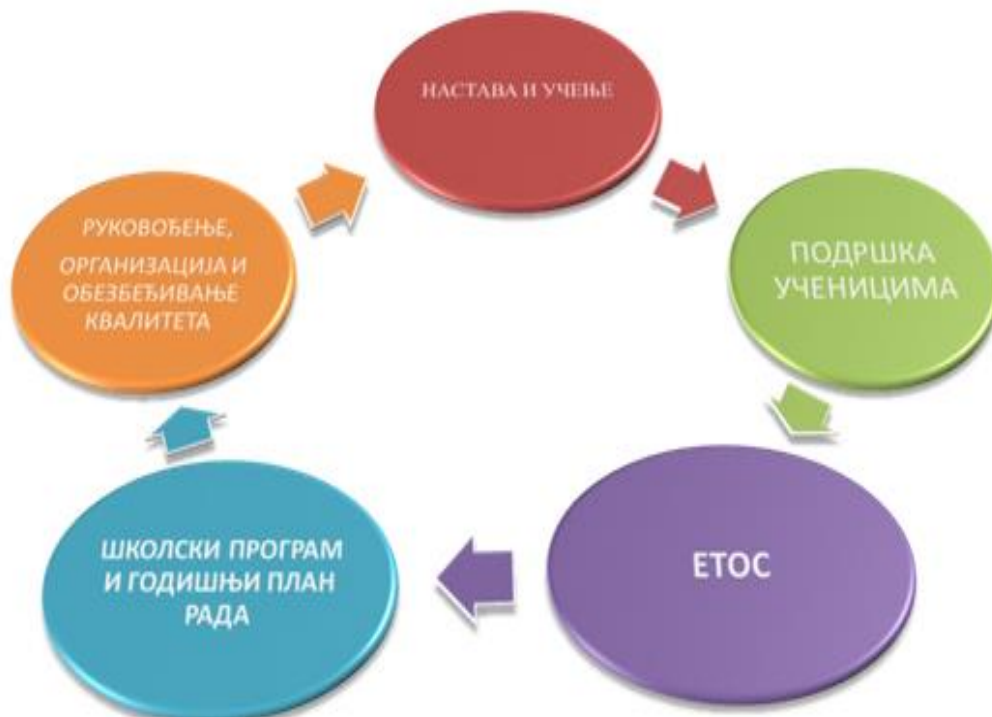 НАСТАВА И УЧЕЊЕ
ПОДРШКА
УЧЕНИЦИМА
ЕТОС
ШКОЛСКИ ПРОГРАМ
И ГОДИШЊИ ПЛАН
РАДА
РУКОВОЂЕЊЕ,
ОРГАНИЗАЦИЈА И
ОБЕЗБЕЂИВАЊЕ
КВАЛИТЕТА